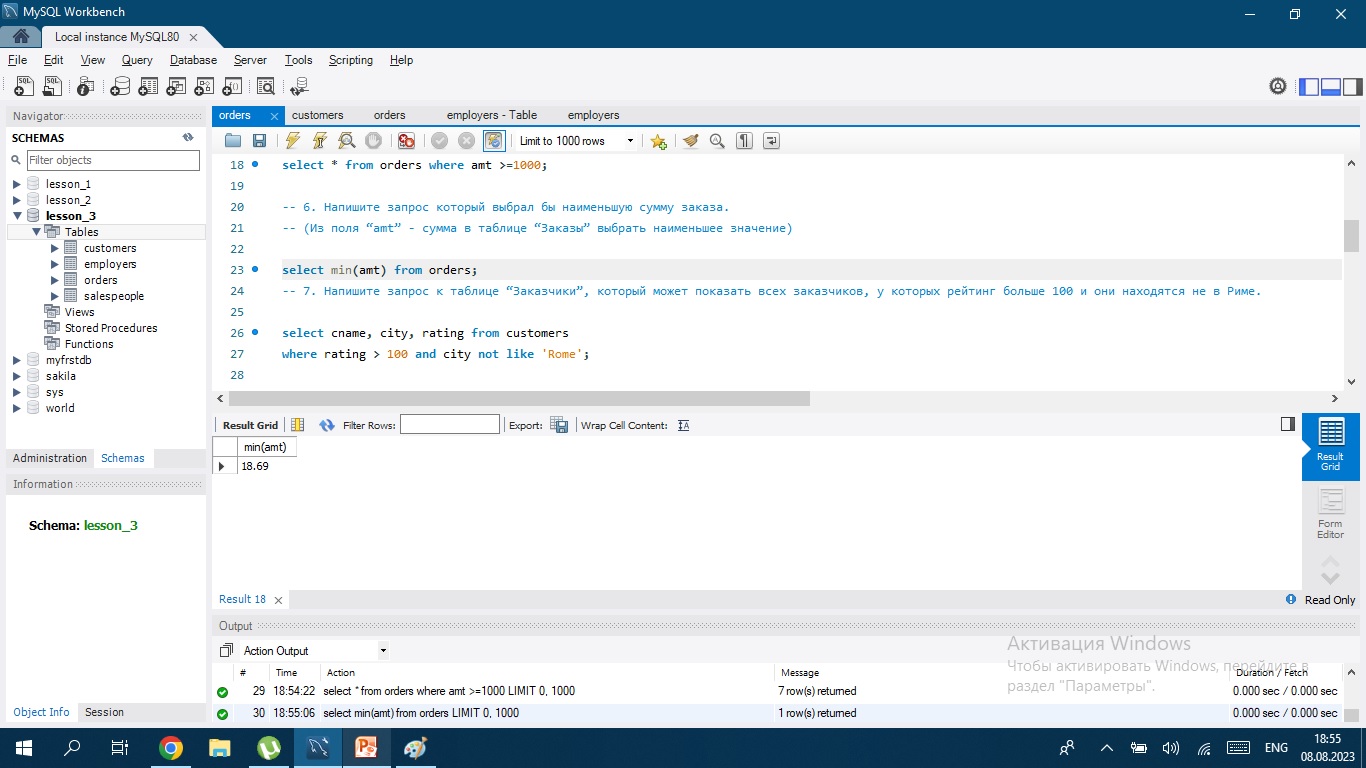 MySQL Workbench
Local instance MySQL80
File Edit View Query Database Server Tools Scripting Help
Navigator
SCHEMAS
Filter objects
lesson_1
lesson_2
lesson_3
Tables
customers
employers
orders
salespeople
Views
Stored Procedures
Functions
myfrstdb
sakila
sys
world
Administration Schemas
Information
Schema: lesson_3
Object Info Session
orders customers orders employers - Table employers
Limit to 1000 rows
18 select * from orders where amt >=1000;
19
20 -- 6. Напишите запрос который выбрал бы наименьшую сумму заказа.
21 -- (Из поля “amt” - сумма в таблице “Заказы” выбрать наименьшее значение)
22
23 select min(amt) from orders;
24 -- 7. Напишите запрос к таблице “Заказчики”, который может показать всех заказчиков, у которых рейтинг больше 100 и они находятся не в Риме.
25
26 select cname, city, rating from customers
27 where rating > 100 and city not like 'Rome';
28
Result Grid Filter Rows: Export: Wrap Cell Content:
min(amt)
18.69
Result Grid
Form Editor
Result 18
Read Only
Output
Action Output
# Time Action Message Duration / Fetch
29 18:54:22 select * from orders where amt >=1000 LIMIT 0, 1000 7 row(s) returned 0.000 sec / 0.000 sec
30 18:55:06 select min(amt) from orders LIMIT 0, 1000 1 row(s) returned 0.000 sec / 0.000 sec
Активация Windows
Чтобы активировать Windows, перейдите в
раздел "Параметры".
ENG
18:55
08.08.2023